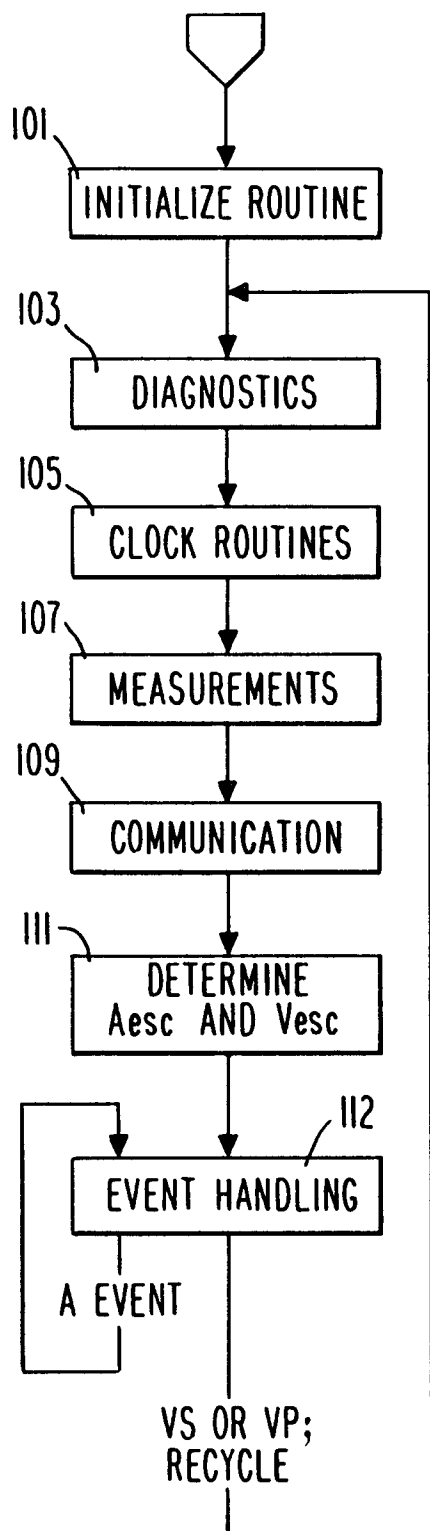 101
INITIALIZE ROUTINE
103
DIAGNOSTICS
105
CLOCK ROUTINES
107
MEASUREMENTS
109
COMMUNICATION
111
DETERMINE
Aesc AND Vesc
112
EVENT HANDLING
A EVENT
VS OR VP;
RECYCLE